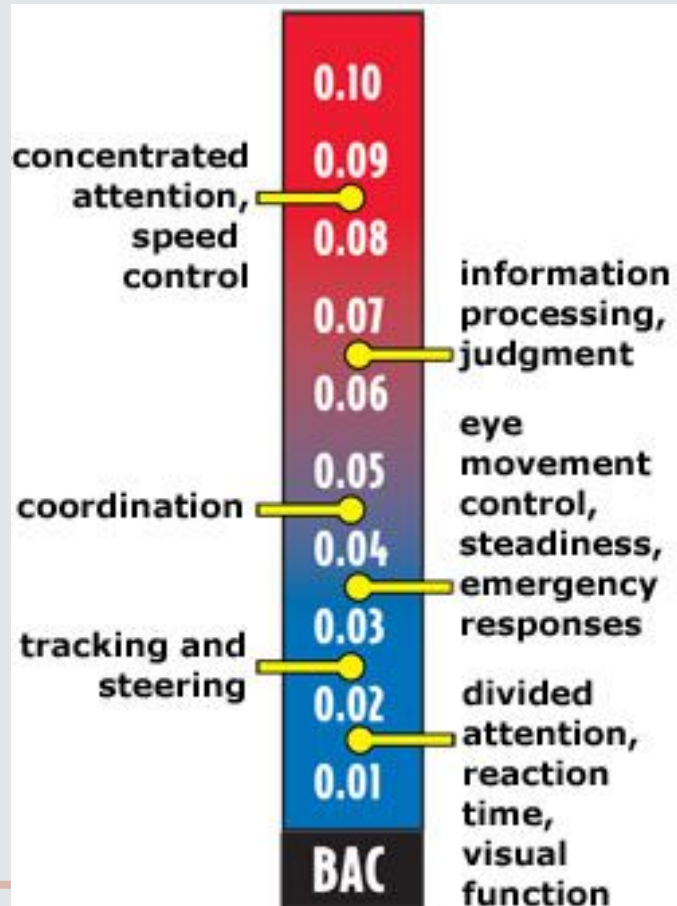 0.10
0.09
0.08
0.07
0.06
0.05
0.04
0.03
0.02
0.01
BAC
concentrated
attention,
speed
control
coordination
tracking and
steering
information
processing,
judgment
eye
movement
control,
steadiness,
emergency
responses
divided
attention,
reaction
time,
visual
function